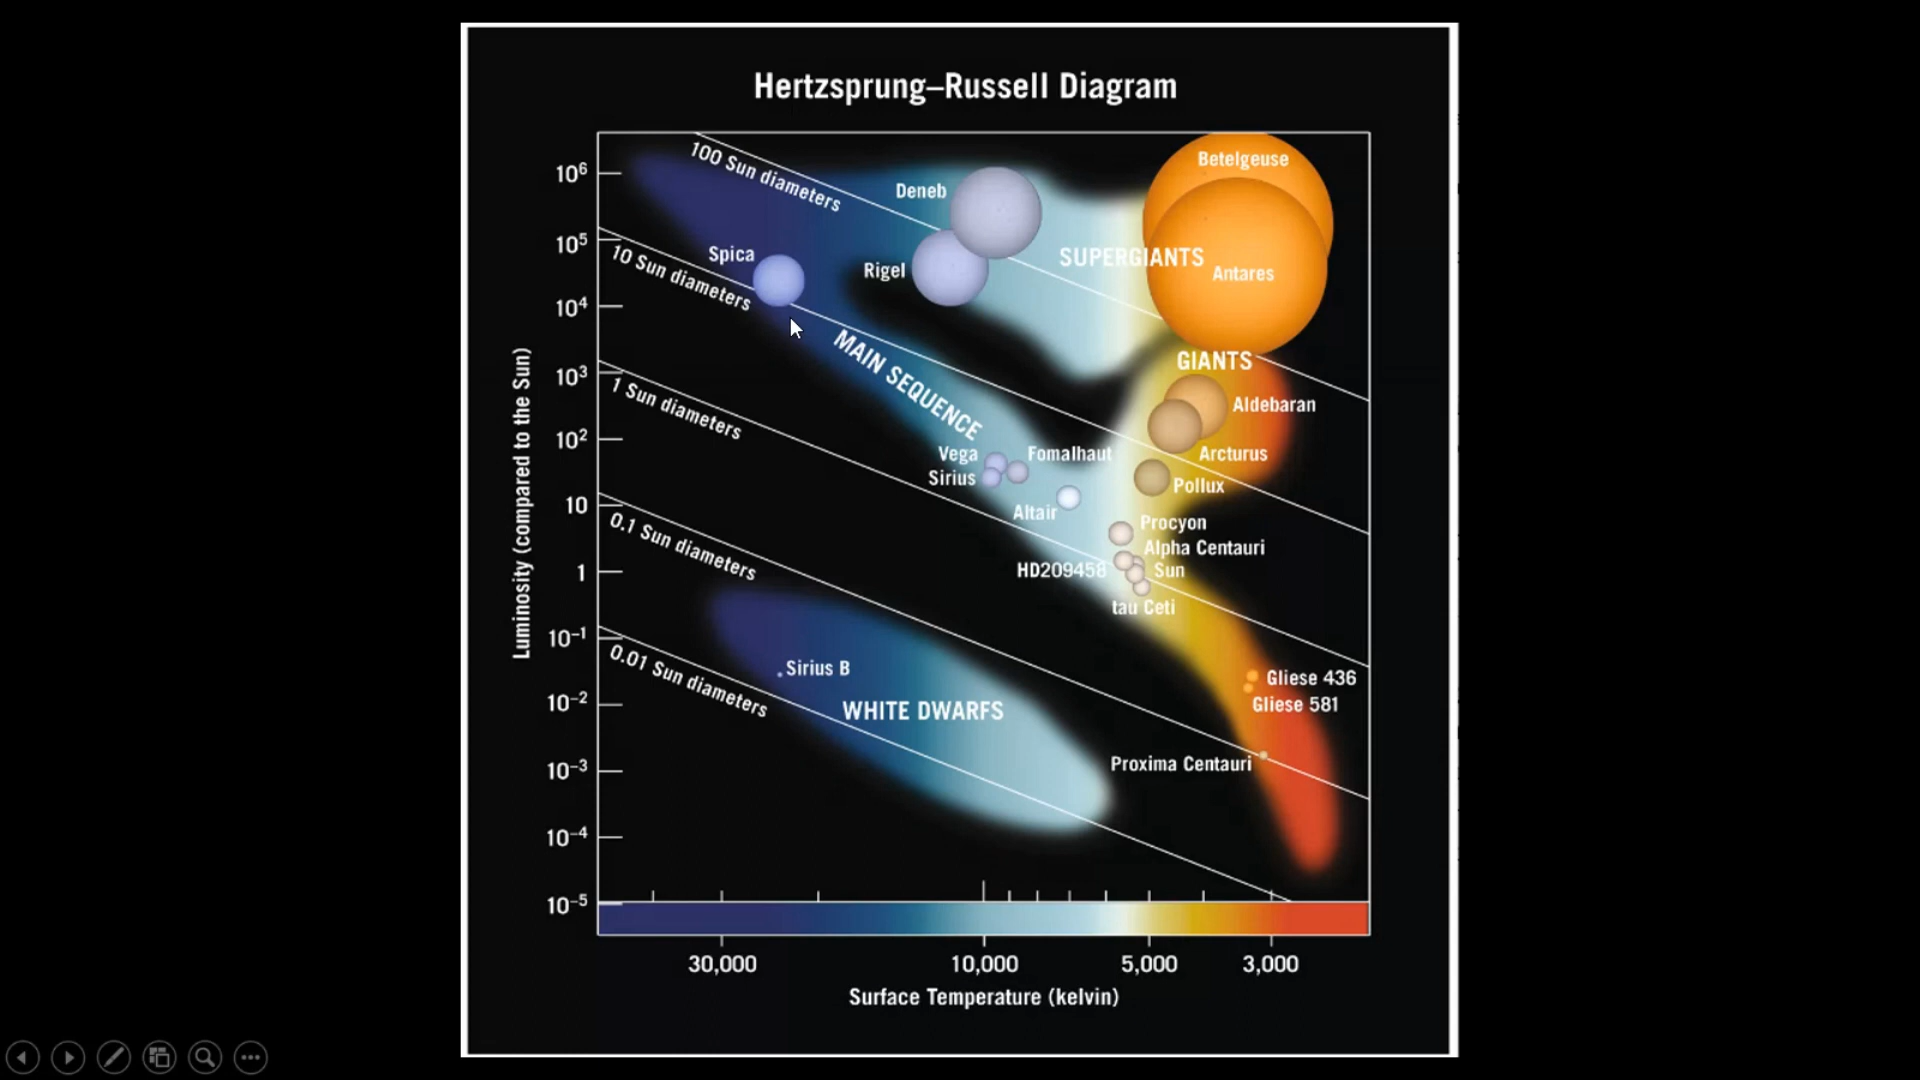 Hertzsprung–Russell Diagram
Luminosity (compared to the Sun)
10⁶
10⁵
10⁴
10³
10²
10
1
10⁻¹
10⁻²
10⁻³
10⁻⁴
10⁻⁵
100 Sun diameters
10 Sun diameters
1 Sun diameters
0.1 Sun diameters
0.01 Sun diameters
Betelgeuse
Deneb
Spica
SUPERGIANTS
Rigel
Antares
MAIN SEQUENCE
GIANTS
Aldebaran
Vega
Fomalhaut
Arcturus
Sirius
Pollux
Altair
Procyon
Alpha Centauri
HD209458
Sun
tau Ceti
Sirius B
WHITE DWARFS
Gliese 436
Gliese 581
Proxima Centauri
30,000
10,000
5,000
3,000
Surface Temperature (kelvin)